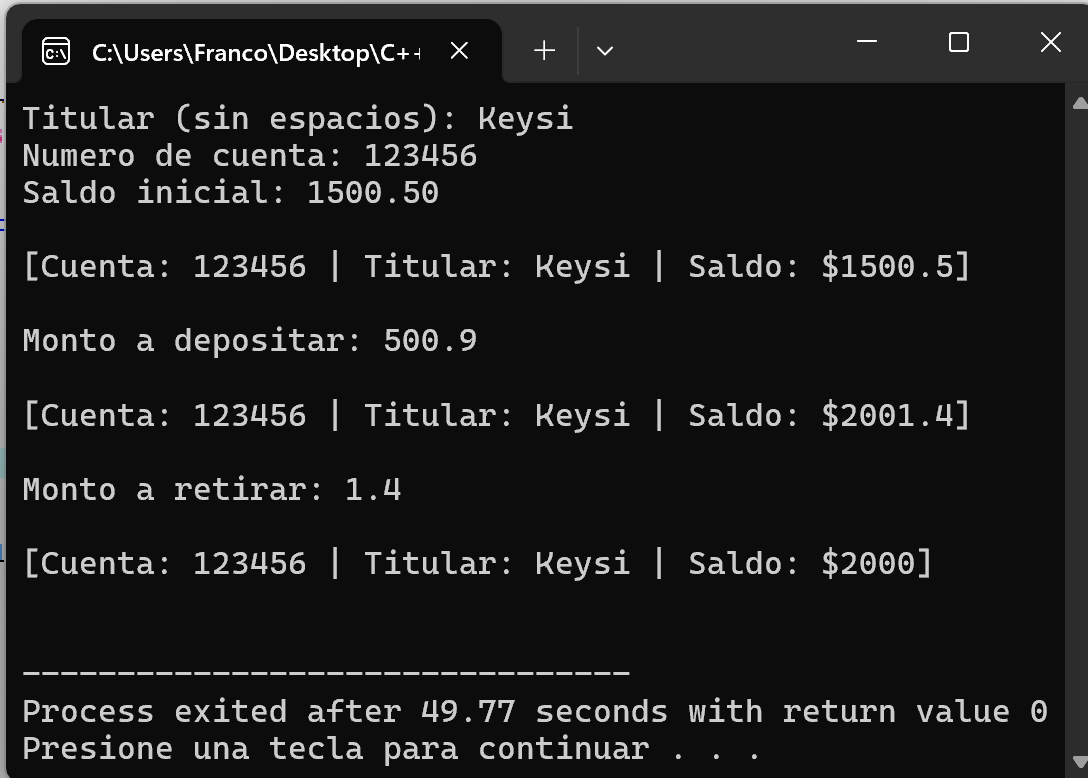 C:\Users\Franco\Desktop\C++
Titular (sin espacios): Keysi
Numero de cuenta: 123456
Saldo inicial: 1500.50
[Cuenta: 123456 | Titular: Keysi | Saldo: $1500.5]
Monto a depositar: 500.9
[Cuenta: 123456 | Titular: Keysi | Saldo: $2001.4]
Monto a retirar: 1.4
[Cuenta: 123456 | Titular: Keysi | Saldo: $2000]
--------------------------------
Process exited after 49.77 seconds with return value 0
Presione una tecla para continuar . . .